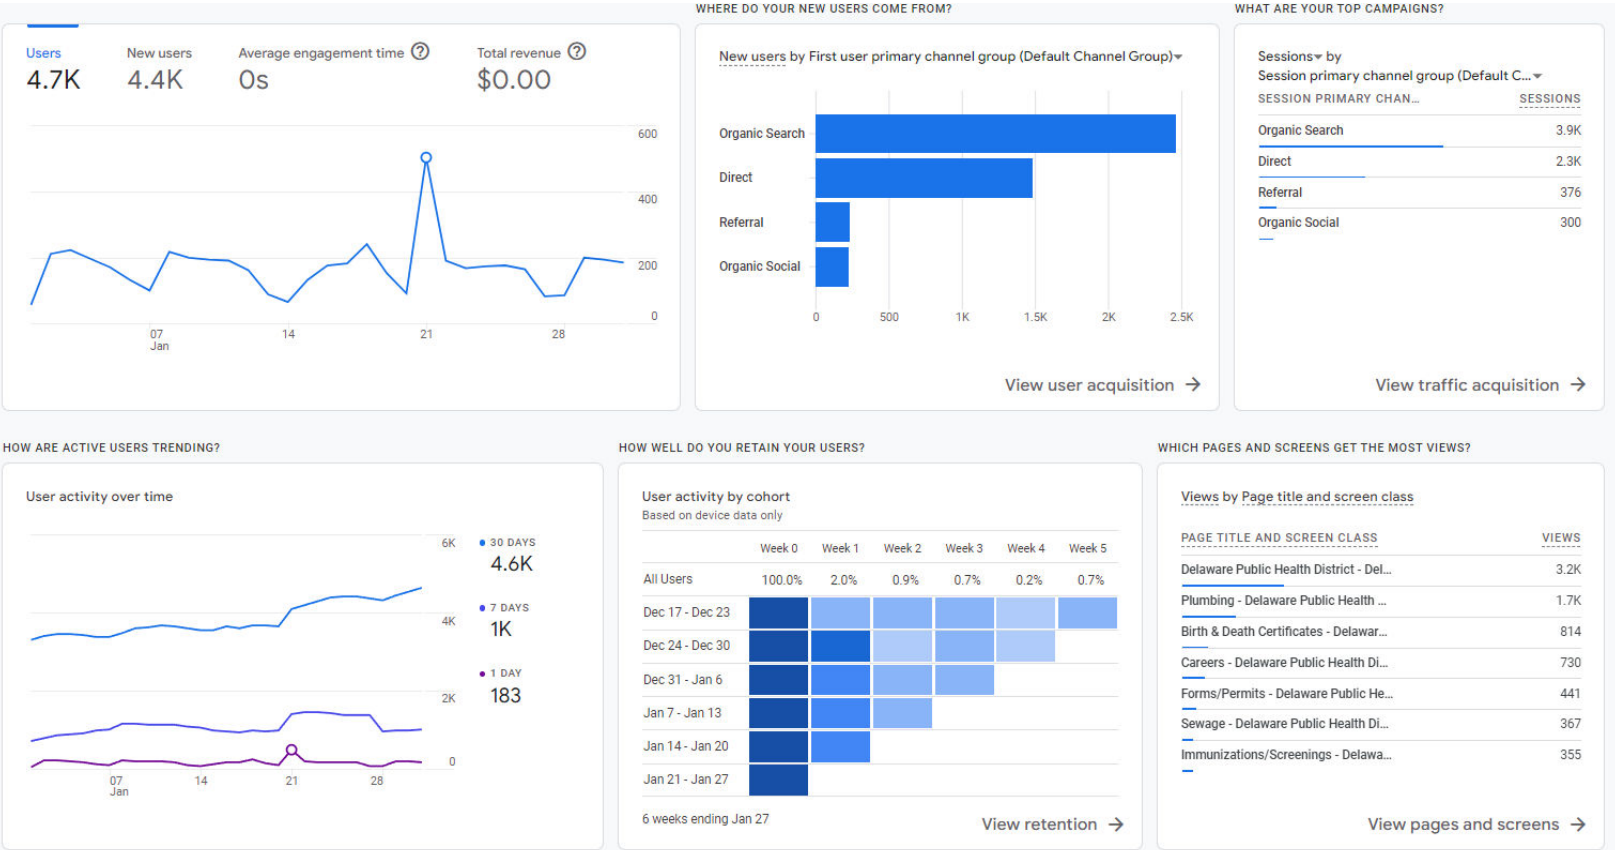 WHERE DO YOUR NEW USERS COME FROM?
WHAT ARE YOUR TOP CAMPAIGNS?
Users
4.7K
New users
4.4K
Average engagement time
0s
Total revenue
$0.00
600
400
200
0
07
Jan
14
21
28
New users by First user primary channel group (Default Channel Group)
Organic Search
Direct
Referral
Organic Social
0
500
1K
1.5K
2K
2.5K
View user acquisition
Sessions by
Session primary channel group (Default C...
SESSION PRIMARY CHAN... SESSIONS
Organic Search 3.9K
Direct 2.3K
Referral 376
Organic Social 300
View traffic acquisition
HOW ARE ACTIVE USERS TRENDING?
User activity over time
6K
4K
2K
0
07
Jan
14
21
28
30 DAYS
4.6K
7 DAYS
1K
1 DAY
183
HOW WELL DO YOU RETAIN YOUR USERS?
User activity by cohort
Based on device data only
Week 0 Week 1 Week 2 Week 3 Week 4 Week 5
All Users 100.0% 2.0% 0.9% 0.7% 0.2% 0.7%
Dec 17 - Dec 23
Dec 24 - Dec 30
Dec 31 - Jan 6
Jan 7 - Jan 13
Jan 14 - Jan 20
Jan 21 - Jan 27
6 weeks ending Jan 27
View retention
WHICH PAGES AND SCREENS GET THE MOST VIEWS?
Views by Page title and screen class
PAGE TITLE AND SCREEN CLASS VIEWS
Delaware Public Health District - Del... 3.2K
Plumbing - Delaware Public Health ... 1.7K
Birth & Death Certificates - Delawar... 814
Careers - Delaware Public Health Di... 730
Forms/Permits - Delaware Public He... 441
Sewage - Delaware Public Health Di... 367
Immunizations/Screenings - Delawa... 355
View pages and screens